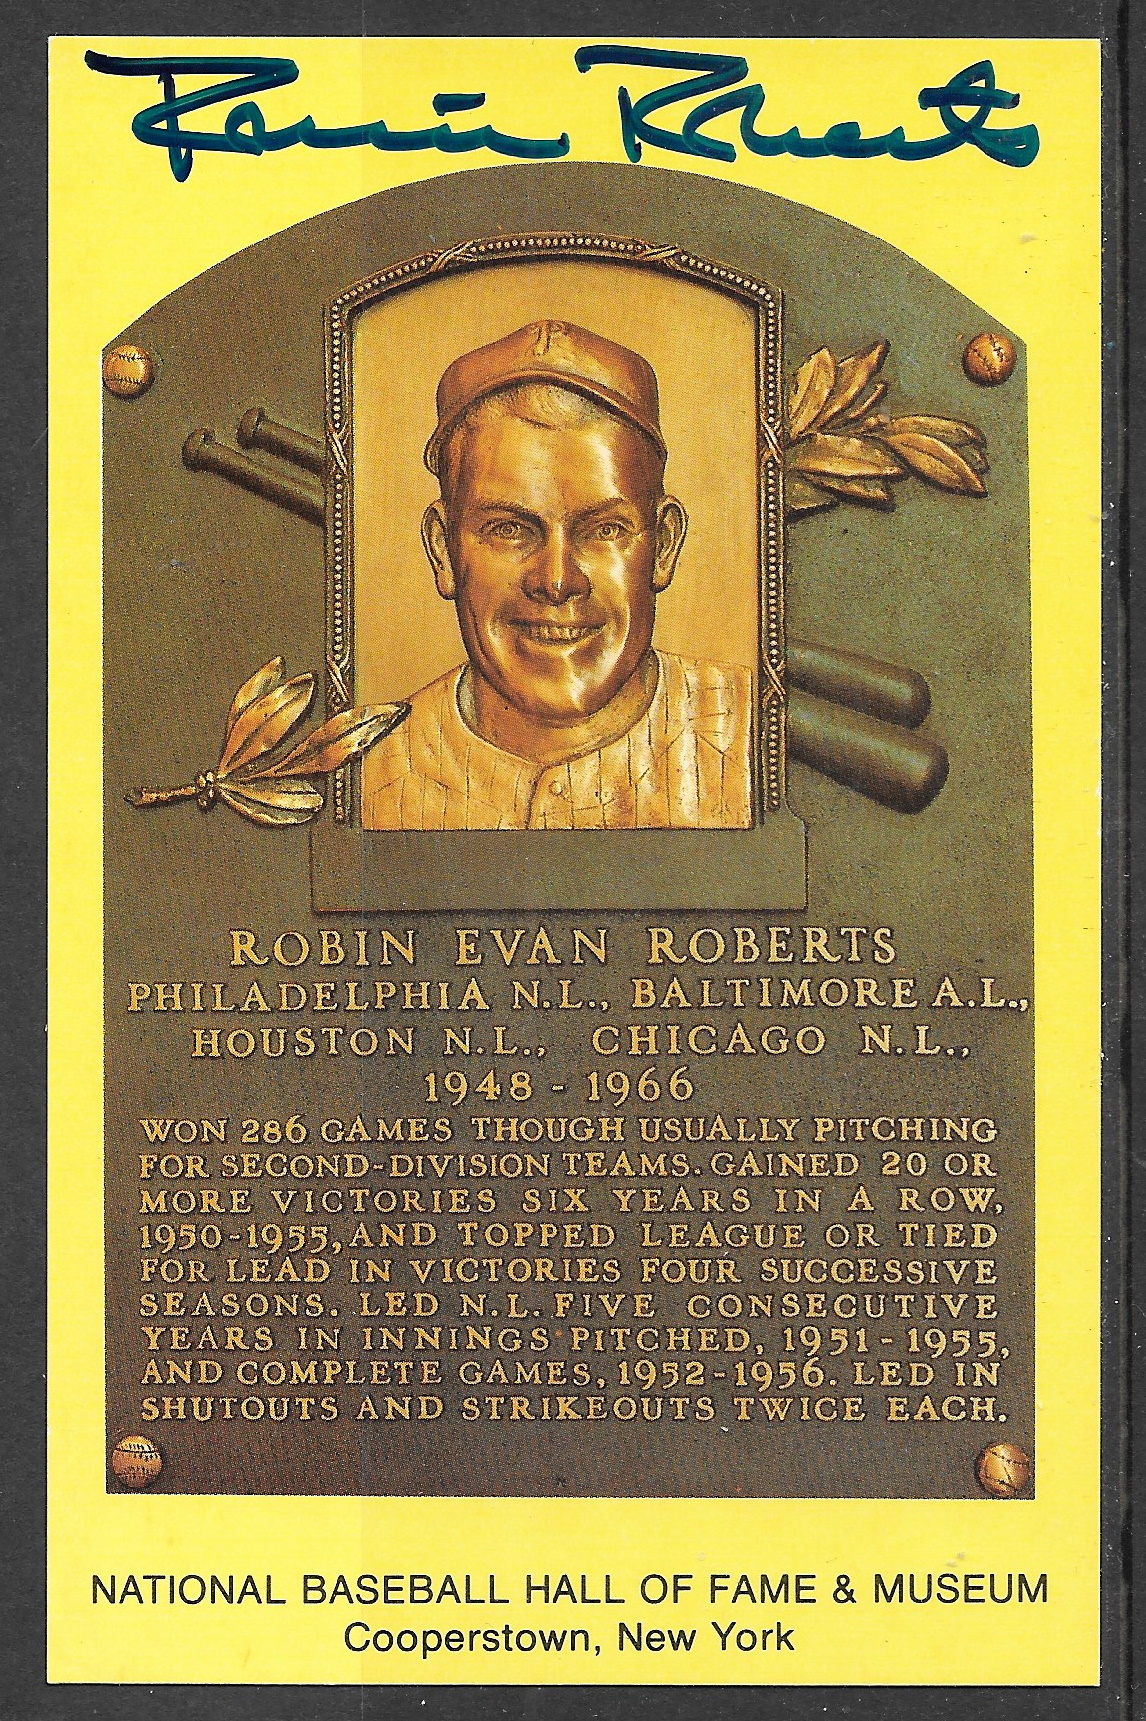 Robin Roberts
P
ROBIN EVAN ROBERTS
PHILADELPHIA N.L., BALTIMORE A.L.,
HOUSTON N.L., CHICAGO N.L.,
1948 - 1966
WON 286 GAMES THOUGH USUALLY PITCHING
FOR SECOND-DIVISION TEAMS. GAINED 20 OR
MORE VICTORIES SIX YEARS IN A ROW,
1950-1955, AND TOPPED LEAGUE OR TIED
FOR LEAD IN VICTORIES FOUR SUCCESSIVE
SEASONS. LED N.L. FIVE CONSECUTIVE
YEARS IN INNINGS PITCHED, 1951-1955,
AND COMPLETE GAMES, 1952-1956. LED IN
SHUTOUTS AND STRIKEOUTS TWICE EACH.
NATIONAL BASEBALL HALL OF FAME & MUSEUM
Cooperstown, New York